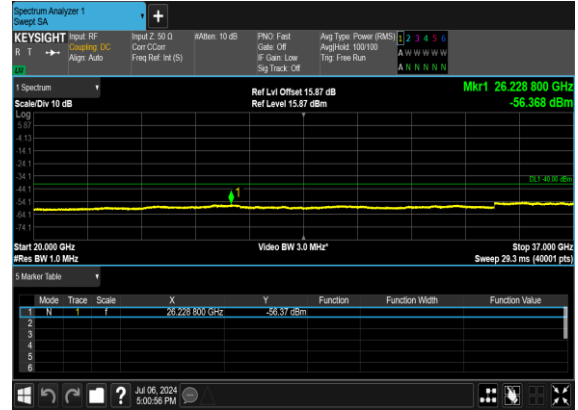 Spectrum Analyzer 1
Swept SA
+
KEYSIGHT
R T
Input: RF
Coupling: DC
Align: Auto
Input Z: 50 Ω
Corr CCorr
Freq Ref: Int (S)
#Atten: 10 dB
PNO: Fast
Gate: Off
IF Gain: Low
Sig Track: Off
Avg Type: Power (RMS)
Avg|Hold: 100/100
Trig: Free Run
1 2 3 4 5 6
A W W W W W
A N N N N N
1 Spectrum
Scale/Div 10 dB
Ref Lvl Offset 15.87 dB
Ref Level 15.87 dBm
Mkr1 26.228 800 GHz
-56.368 dBm
Log
5.87
-4.13
-14.1
-24.1
-34.1
DL1 -40.00 dBm
-44.1
1
-54.1
-64.1
-74.1
Start 20.000 GHz
#Res BW 1.0 MHz
Video BW 3.0 MHz*
Stop 37.000 GHz
Sweep 29.3 ms (40001 pts)
5 Marker Table
Mode Trace Scale X Y Function Function Width Function Value
1 N 1 f 26.228 800 GHz -56.37 dBm
2
3
4
5
6
?
Jul 06, 2024
5:00:56 PM